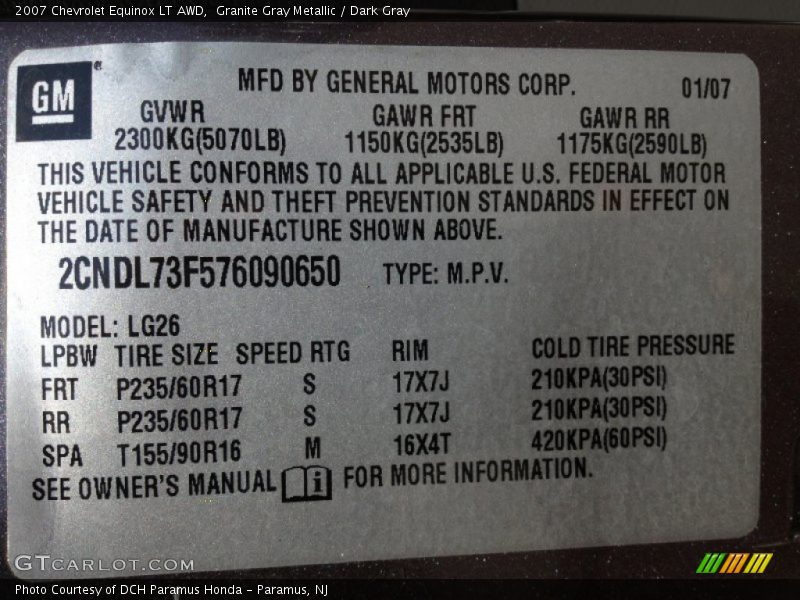 2007 Chevrolet Equinox LT AWD,  Granite Gray Metallic / Dark Gray
GM
MFD BY GENERAL MOTORS CORP.
01/07
GVWR GAWR FRT GAWR RR
2300KG(5070LB) 1150KG(2535LB) 1175KG(2590LB)
THIS VEHICLE CONFORMS TO ALL APPLICABLE U.S. FEDERAL MOTOR
VEHICLE SAFETY AND THEFT PREVENTION STANDARDS IN EFFECT ON
THE DATE OF MANUFACTURE SHOWN ABOVE.
2CNDL73F576090650 TYPE: M.P.V.
MODEL: LG26
LPBW TIRE SIZE SPEED RTG RIM COLD TIRE PRESSURE
FRT P235/60R17 S 17X7J 210KPA(30PSI)
RR P235/60R17 S 17X7J 210KPA(30PSI)
SPA T155/90R16 M 16X4T 420KPA(60PSI)
SEE OWNER'S MANUAL i FOR MORE INFORMATION.
GTCARLOT.COM
Photo Courtesy of DCH Paramus Honda - Paramus, NJ